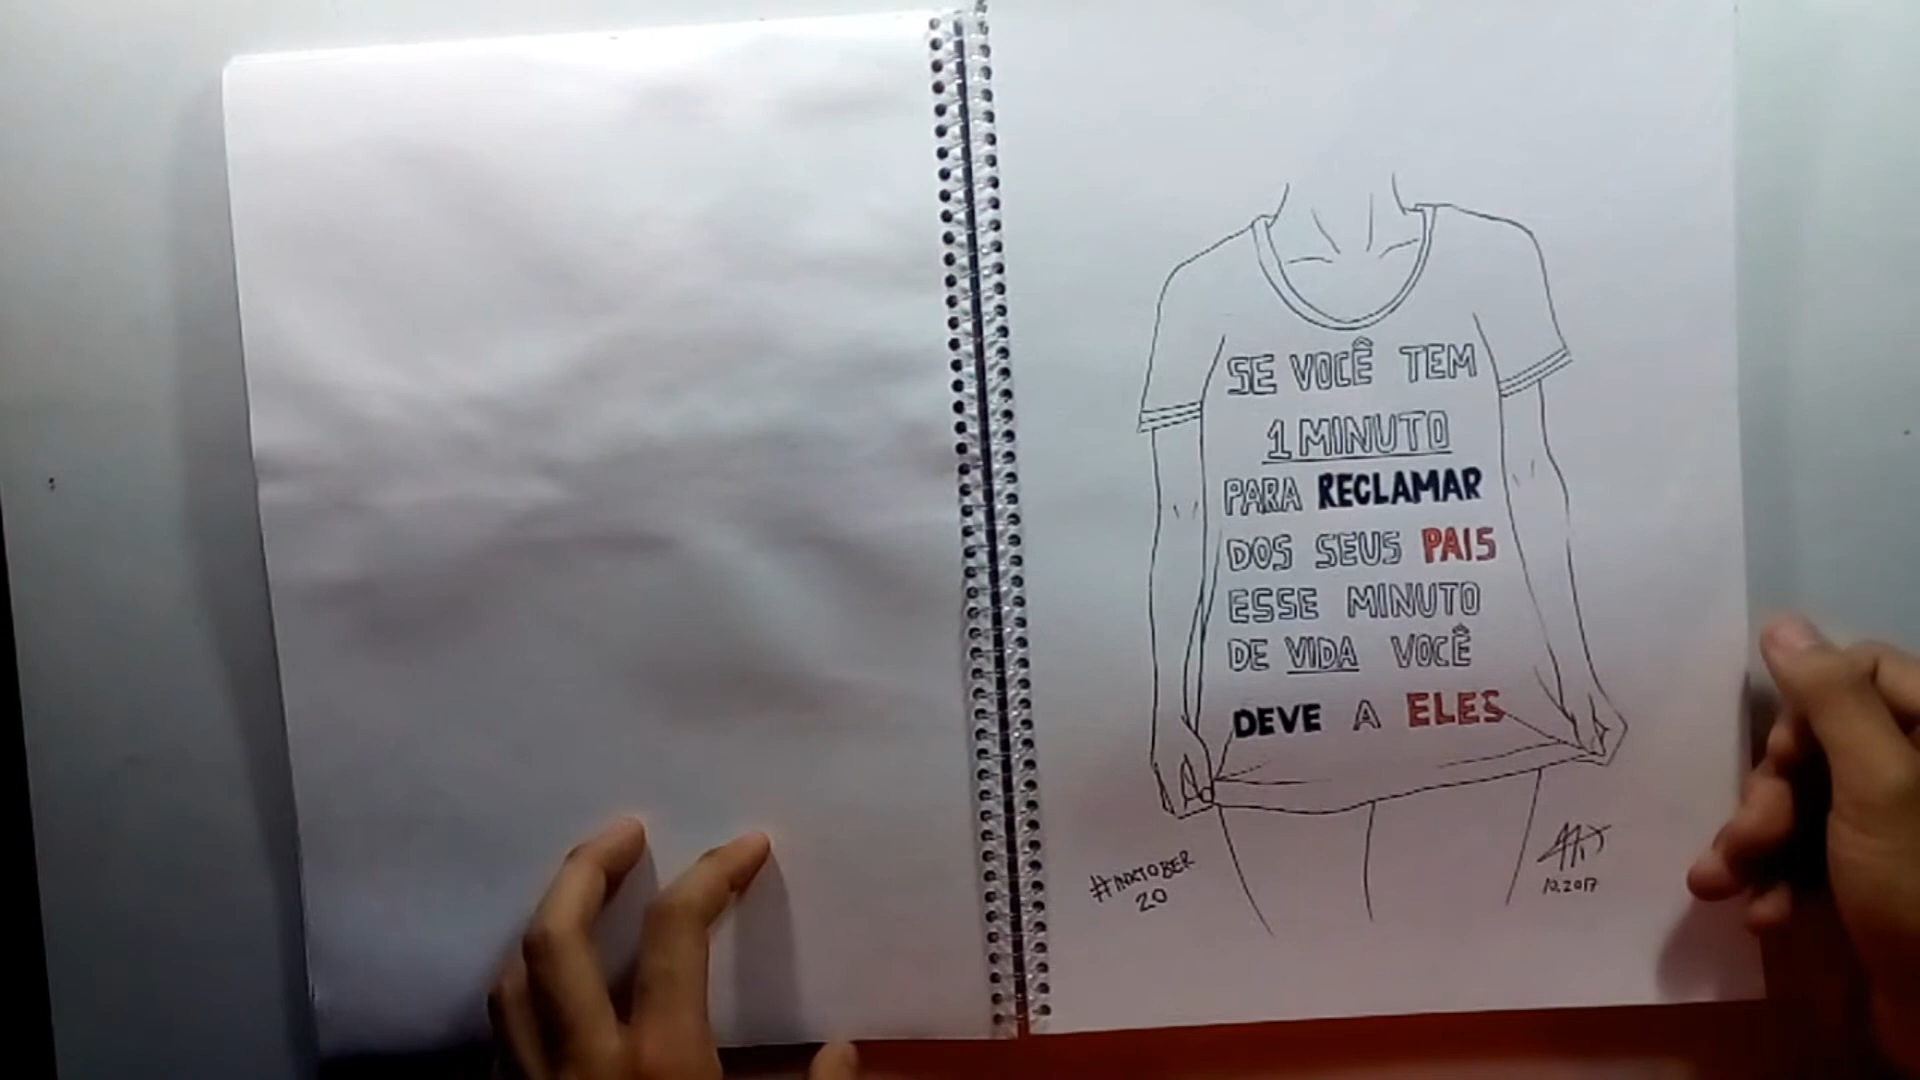 SE VOCÊ TEM
1 MINUTO
PARA RECLAMAR
DOS SEUS PAIS
ESSE MINUTO
DE VIDA VOCÊ
DEVE A ELES
#INKTOBER
20
10.2017